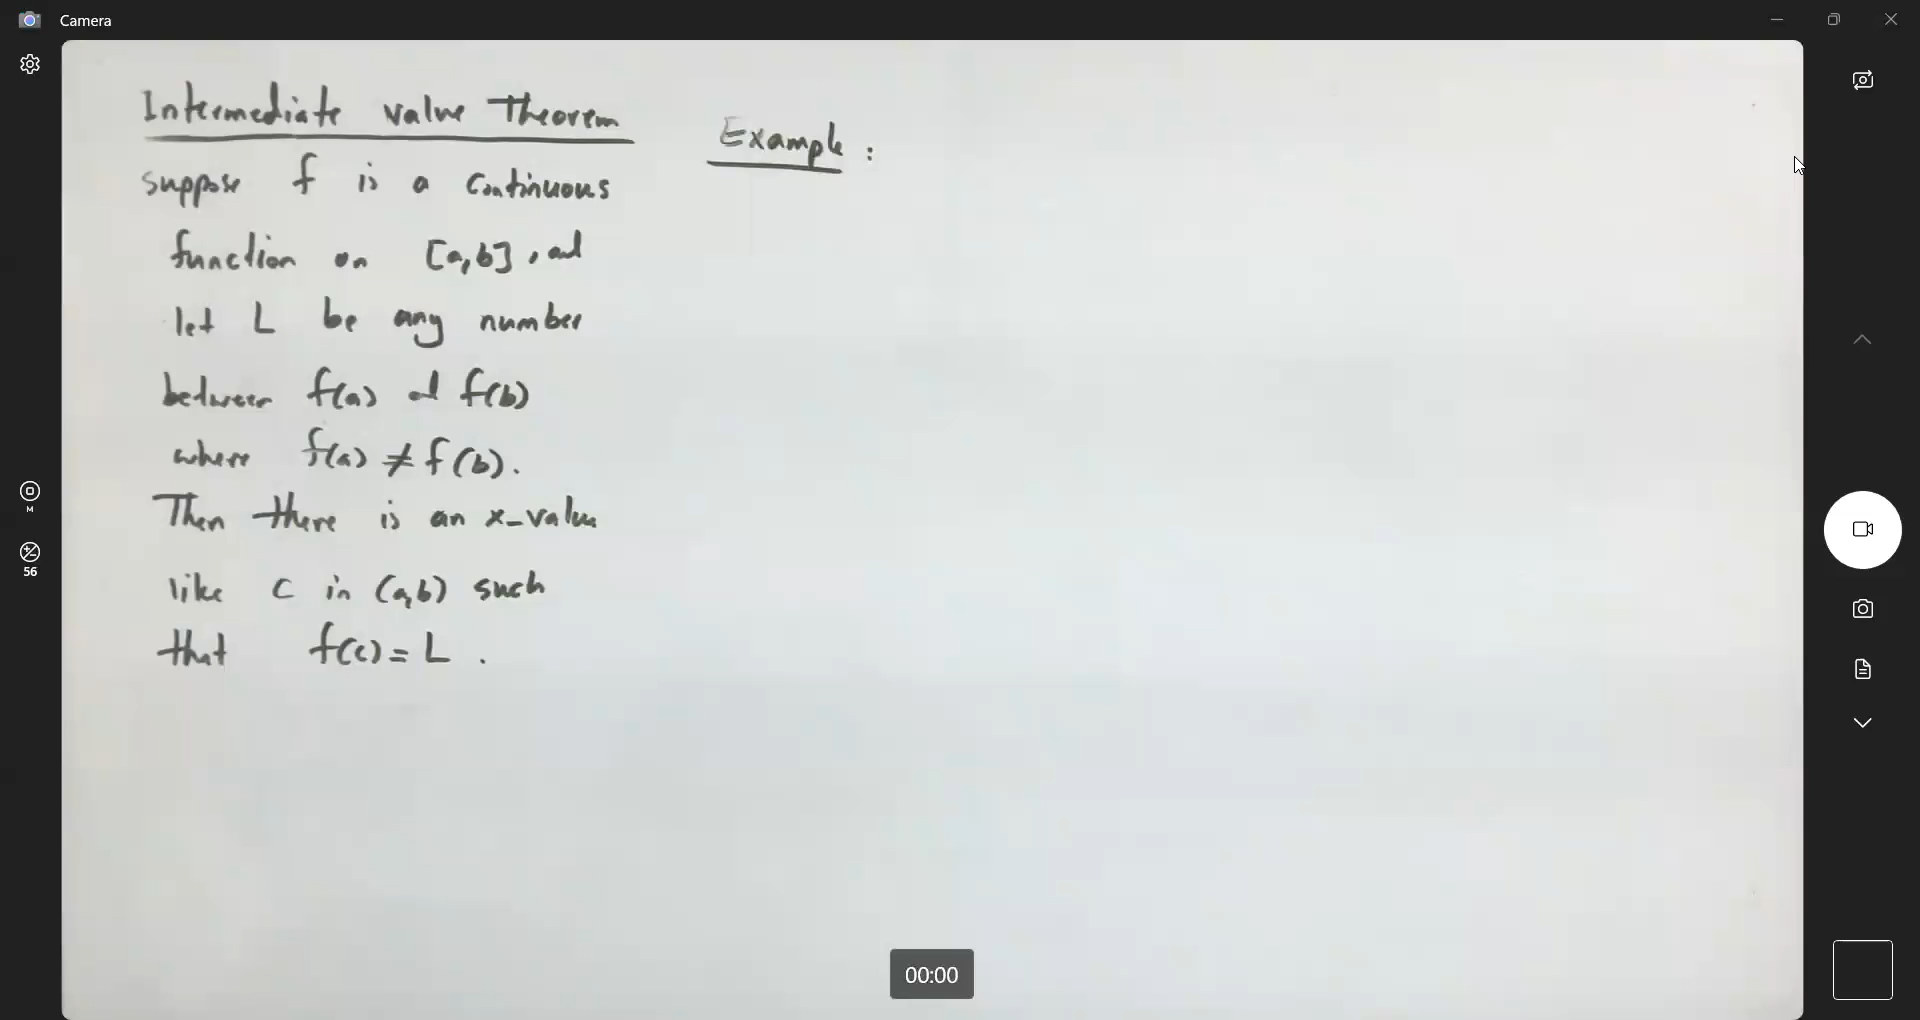 Camera
Intermediate value Theorem
suppose f is a continuous
function on [a,b], and
let L be any number
between f(a) and f(b)
where f(a) ≠ f(b).
Then there is an x-value
like c in (a,b) such
that f(c) = L .
Example :
M
56
00:00